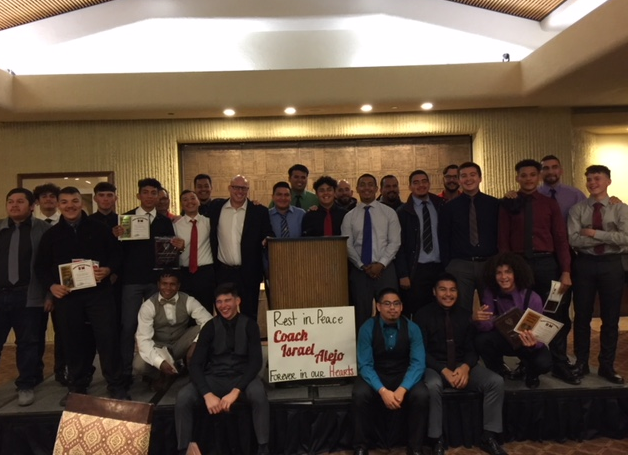 Rest in Peace
Coach
Israel Alejo
Forever in our Hearts